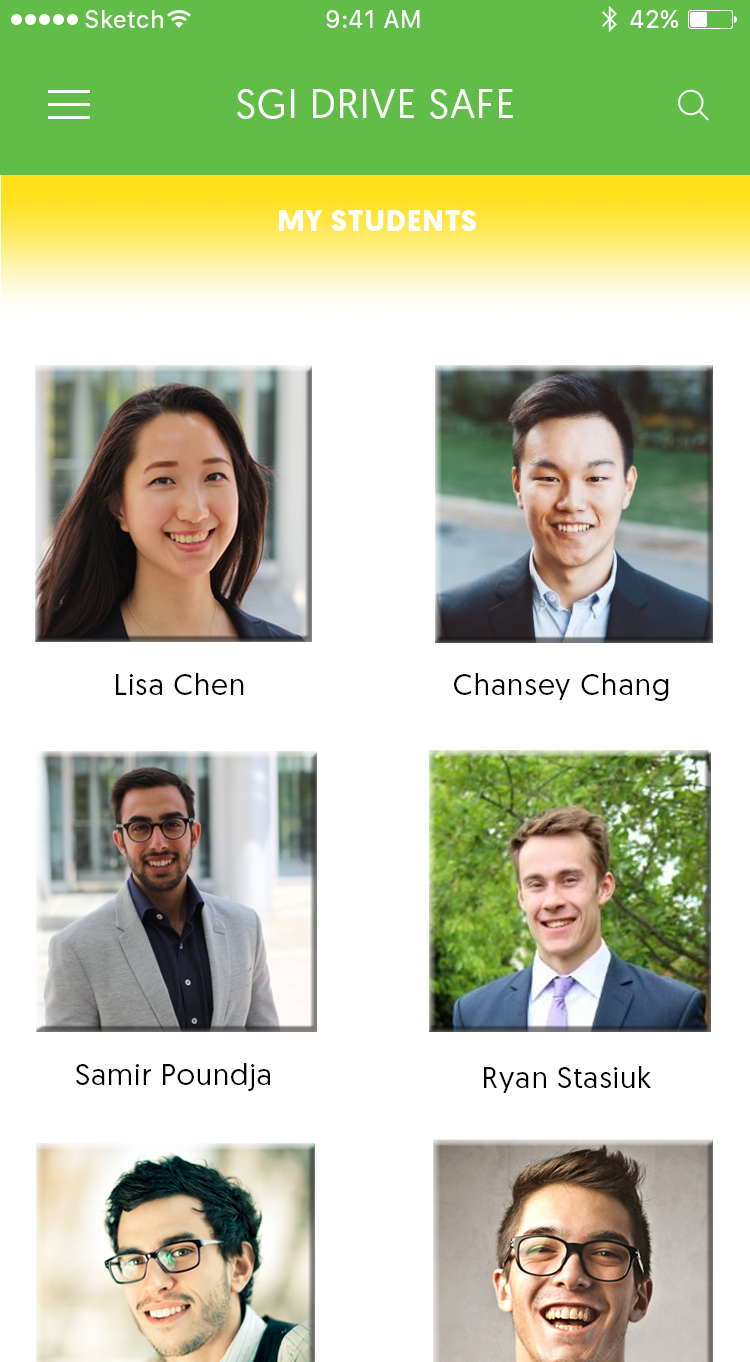 Sketch 9:41 AM 42%
SGI DRIVE SAFE
MY STUDENTS
Lisa Chen Chansey Chang
Samir Poundja Ryan Stasiuk